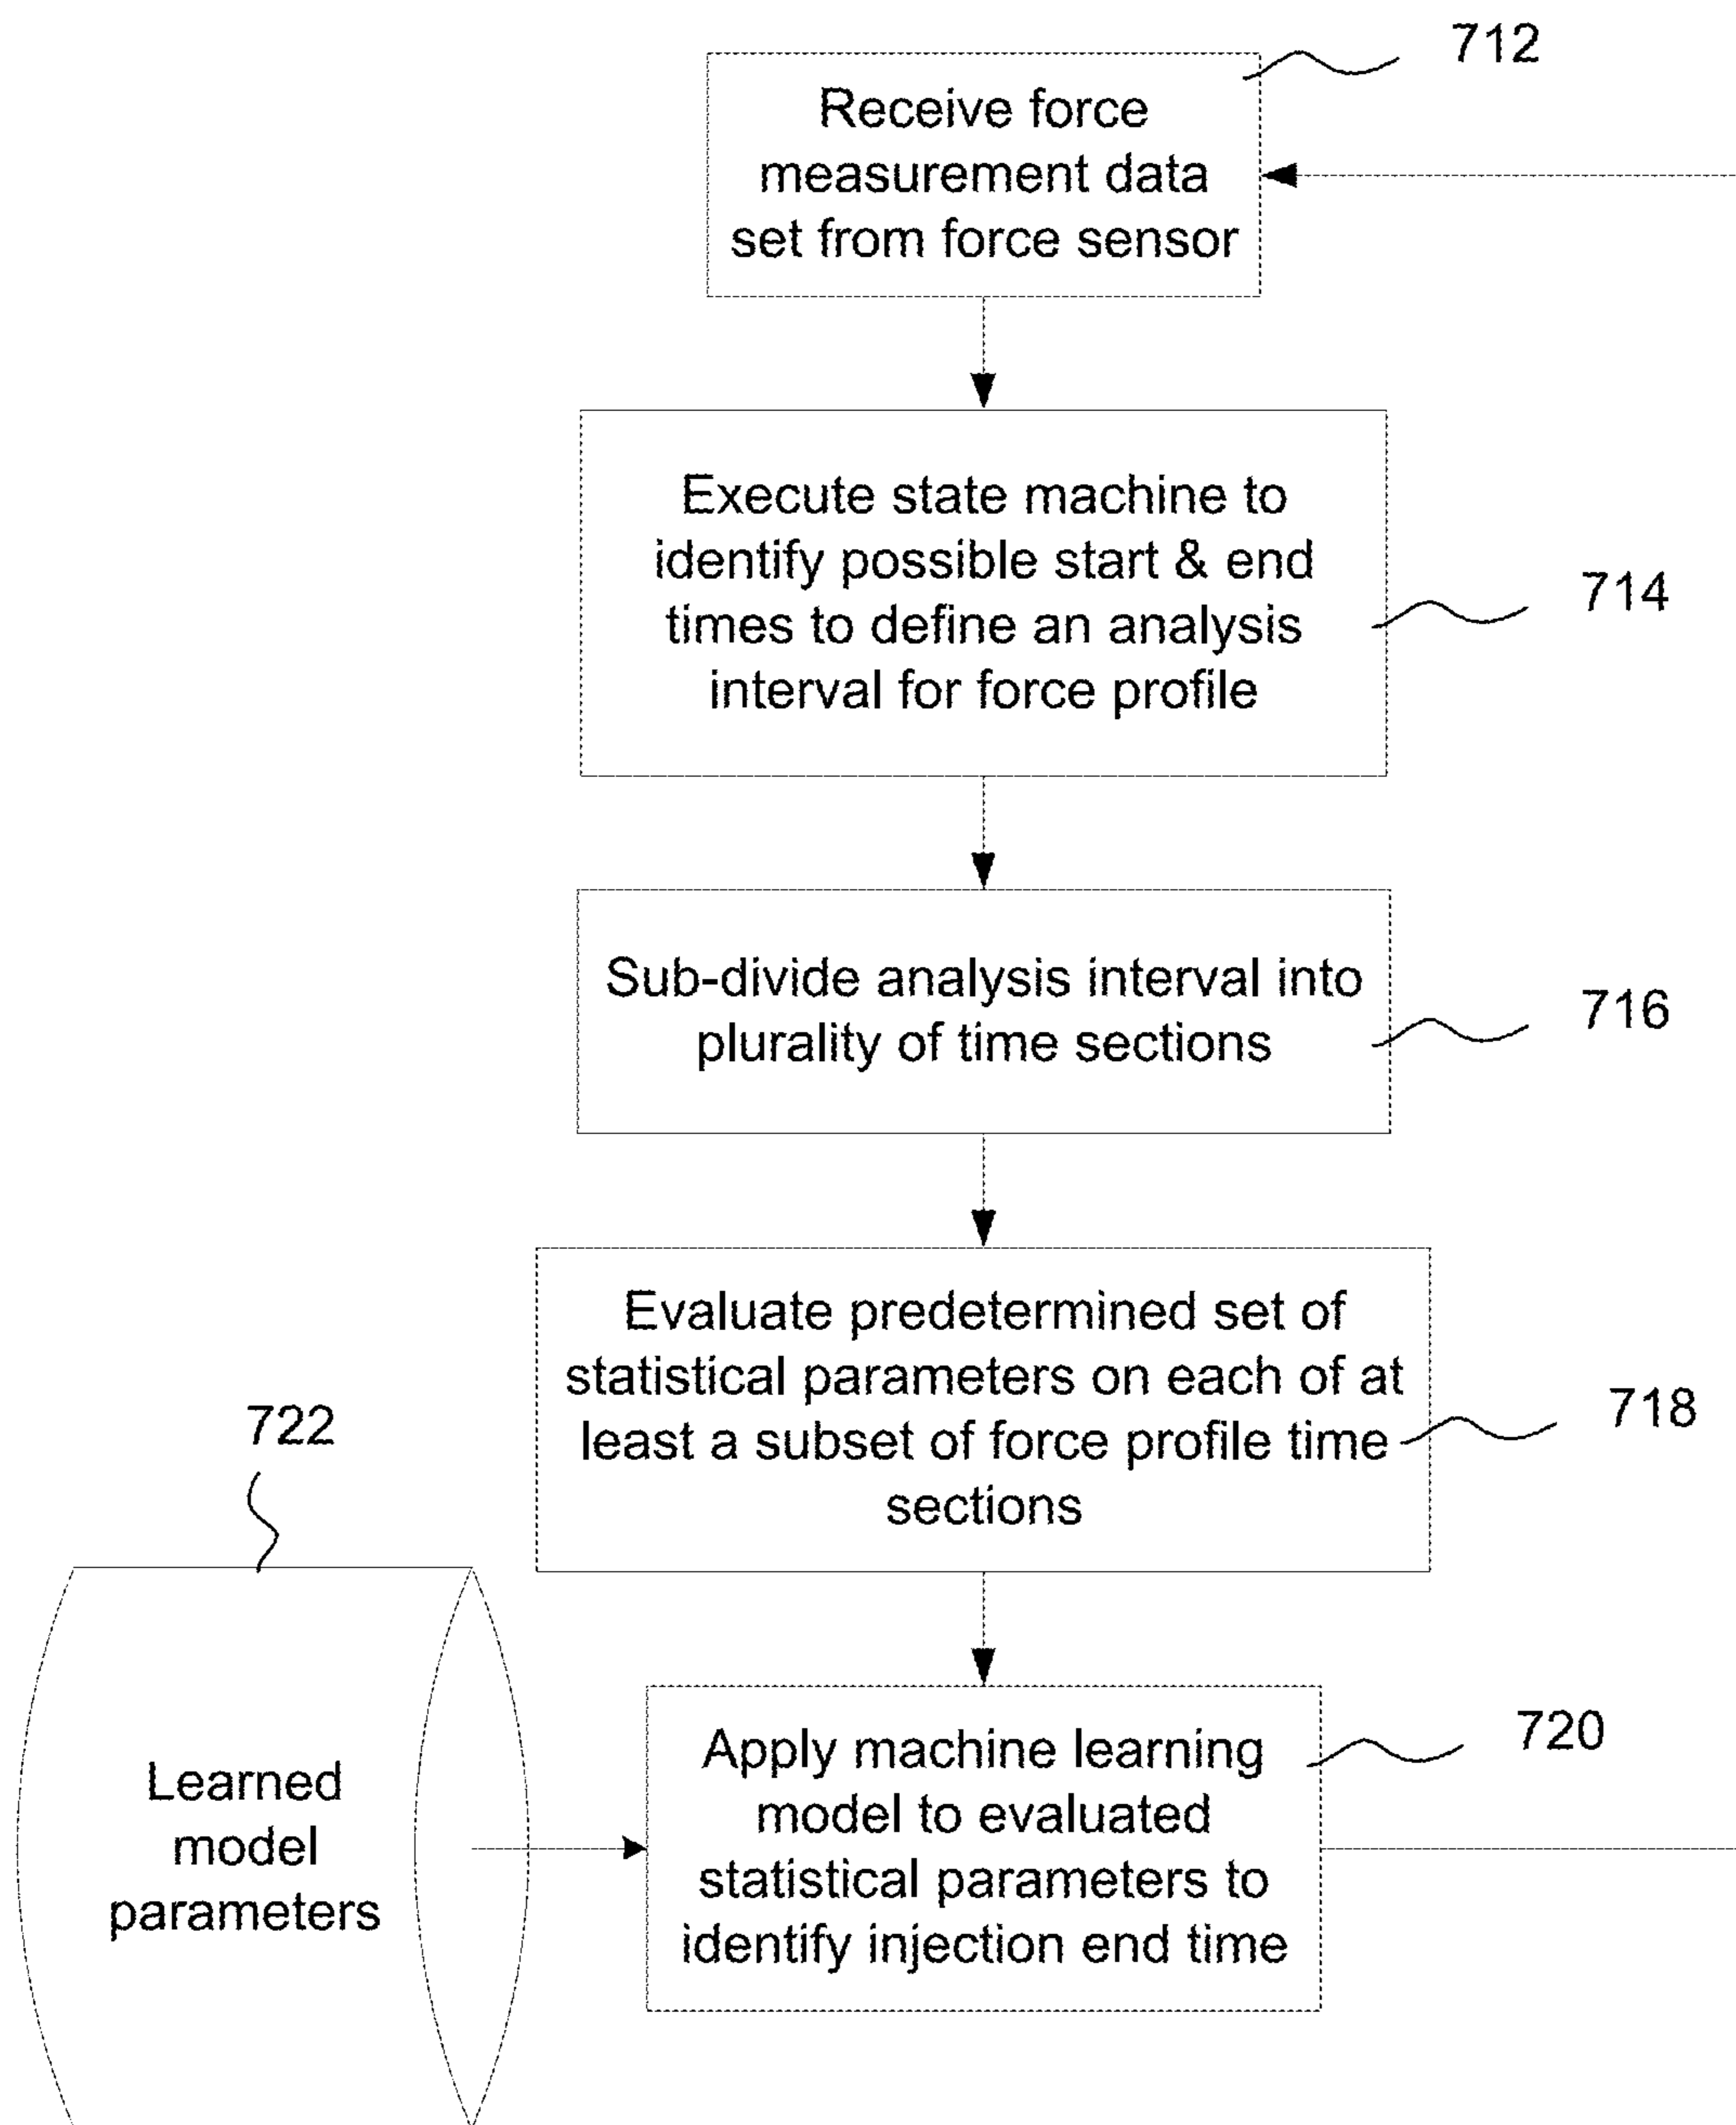 712
Receive force
measurement data
set from force sensor
Execute state machine to
identify possible start & end
times to define an analysis
interval for force profile
714
Sub-divide analysis interval into
plurality of time sections
716
Evaluate predetermined set of
statistical parameters on each of at
least a subset of force profile time
sections
718
722
Learned
model
parameters
Apply machine learning
model to evaluated
statistical parameters to
identify injection end time
720